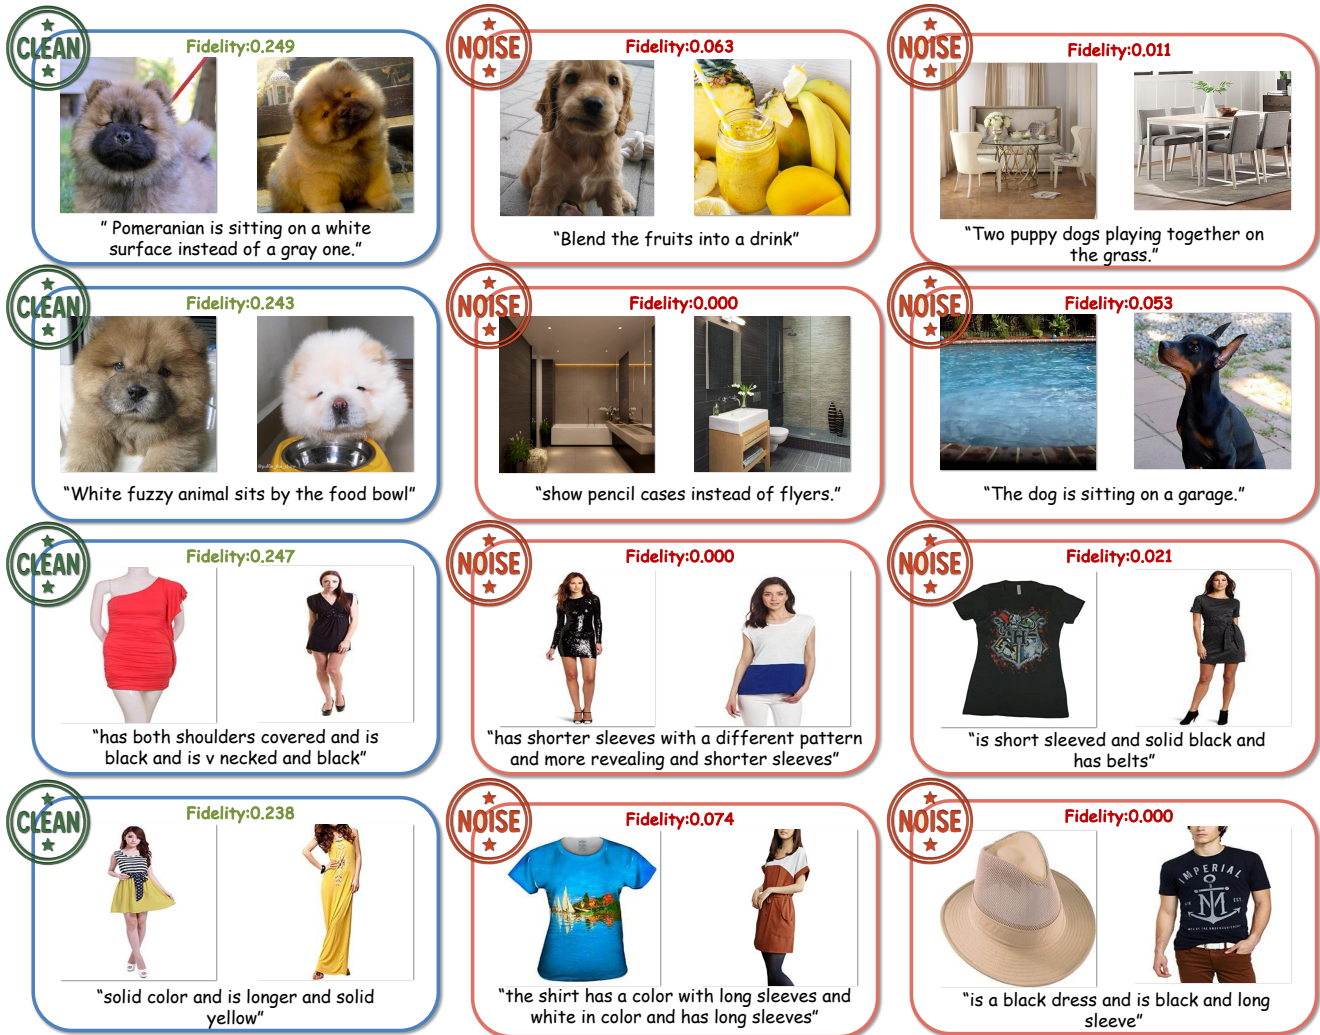 CLEAN
Fidelity:0.249
" Pomeranian is sitting on a white
surface instead of a gray one."
NOISE
Fidelity:0.063
"Blend the fruits into a drink"
NOISE
Fidelity:0.011
"Two puppy dogs playing together on
the grass."
CLEAN
Fidelity:0.243
"White fuzzy animal sits by the food bowl"
NOISE
Fidelity:0.000
"show pencil cases instead of flyers."
NOISE
Fidelity:0.053
"The dog is sitting on a garage."
CLEAN
Fidelity:0.247
"has both shoulders covered and is
black and is v necked and black"
NOISE
Fidelity:0.000
"has shorter sleeves with a different pattern
and more revealing and shorter sleeves"
NOISE
Fidelity:0.021
"is short sleeved and solid black and
has belts"
CLEAN
Fidelity:0.238
"solid color and is longer and solid
yellow"
NOISE
Fidelity:0.074
"the shirt has a color with long sleeves and
white in color and has long sleeves"
NOISE
Fidelity:0.000
IMPERIAL
"is a black dress and is black and long
sleeve"